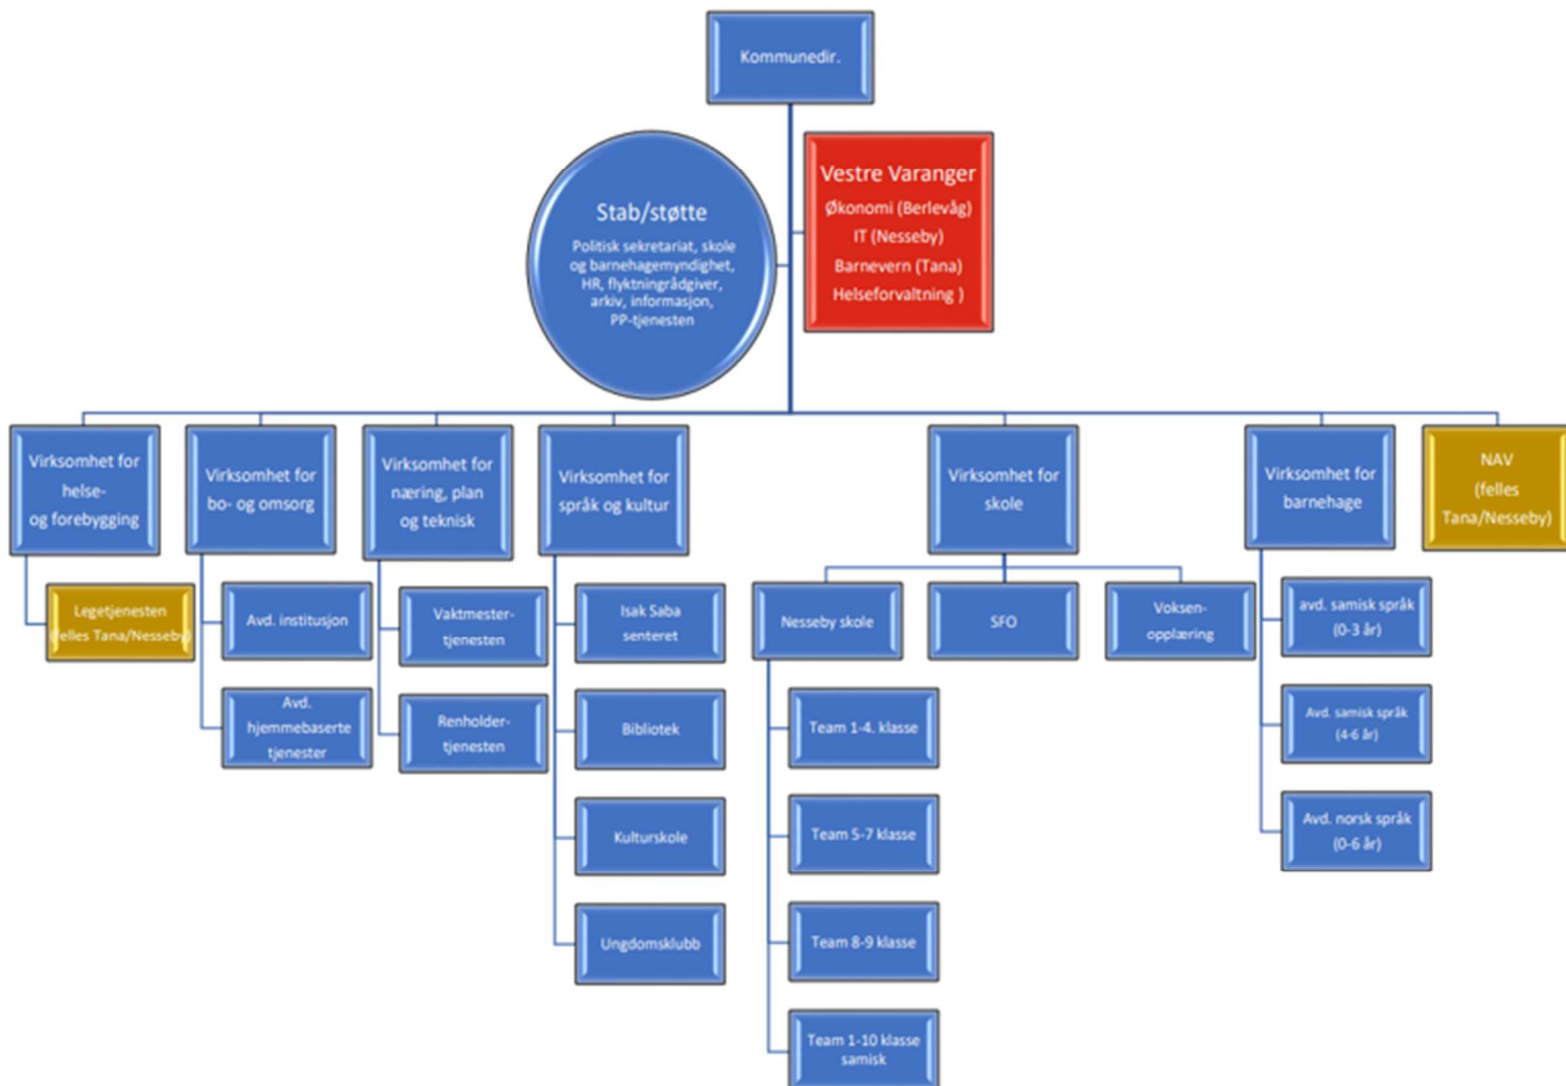 Kommunedir.
Stab/støtte
Politisk sekretariat, skole
og barnehagemyndighet,
HR, flyktningrådgiver,
arkiv, informasjon,
PP-tjenesten
Vestre Varanger
Økonomi (Berlevåg)
IT (Nesseby)
Barnevern (Tana)
Helseforvaltning )
Virksomhet for
helse-
og forebygging
Virksomhet for
bo- og omsorg
Virksomhet for
næring, plan
og teknisk
Virksomhet for
språk og kultur
Virksomhet for
skole
Virksomhet for
barnehage
NAV
(felles
Tana/Nesseby)
Legetjenesten
(felles Tana/Nesseby)
Avd. institusjon
Avd.
hjemmebaserte
tjenester
Vaktmester-
tjenesten
Renholder-
tjenesten
Isak Saba
senteret
Bibliotek
Kulturskole
Ungdomsklubb
Nesseby skole
SFO
Voksen-
opplæring
Team 1-4. klasse
Team 5-7 klasse
Team 8-9 klasse
Team 1-10 klasse
samisk
avd. samisk språk
(0-3 år)
Avd. samisk språk
(4-6 år)
Avd. norsk språk
(0-6 år)